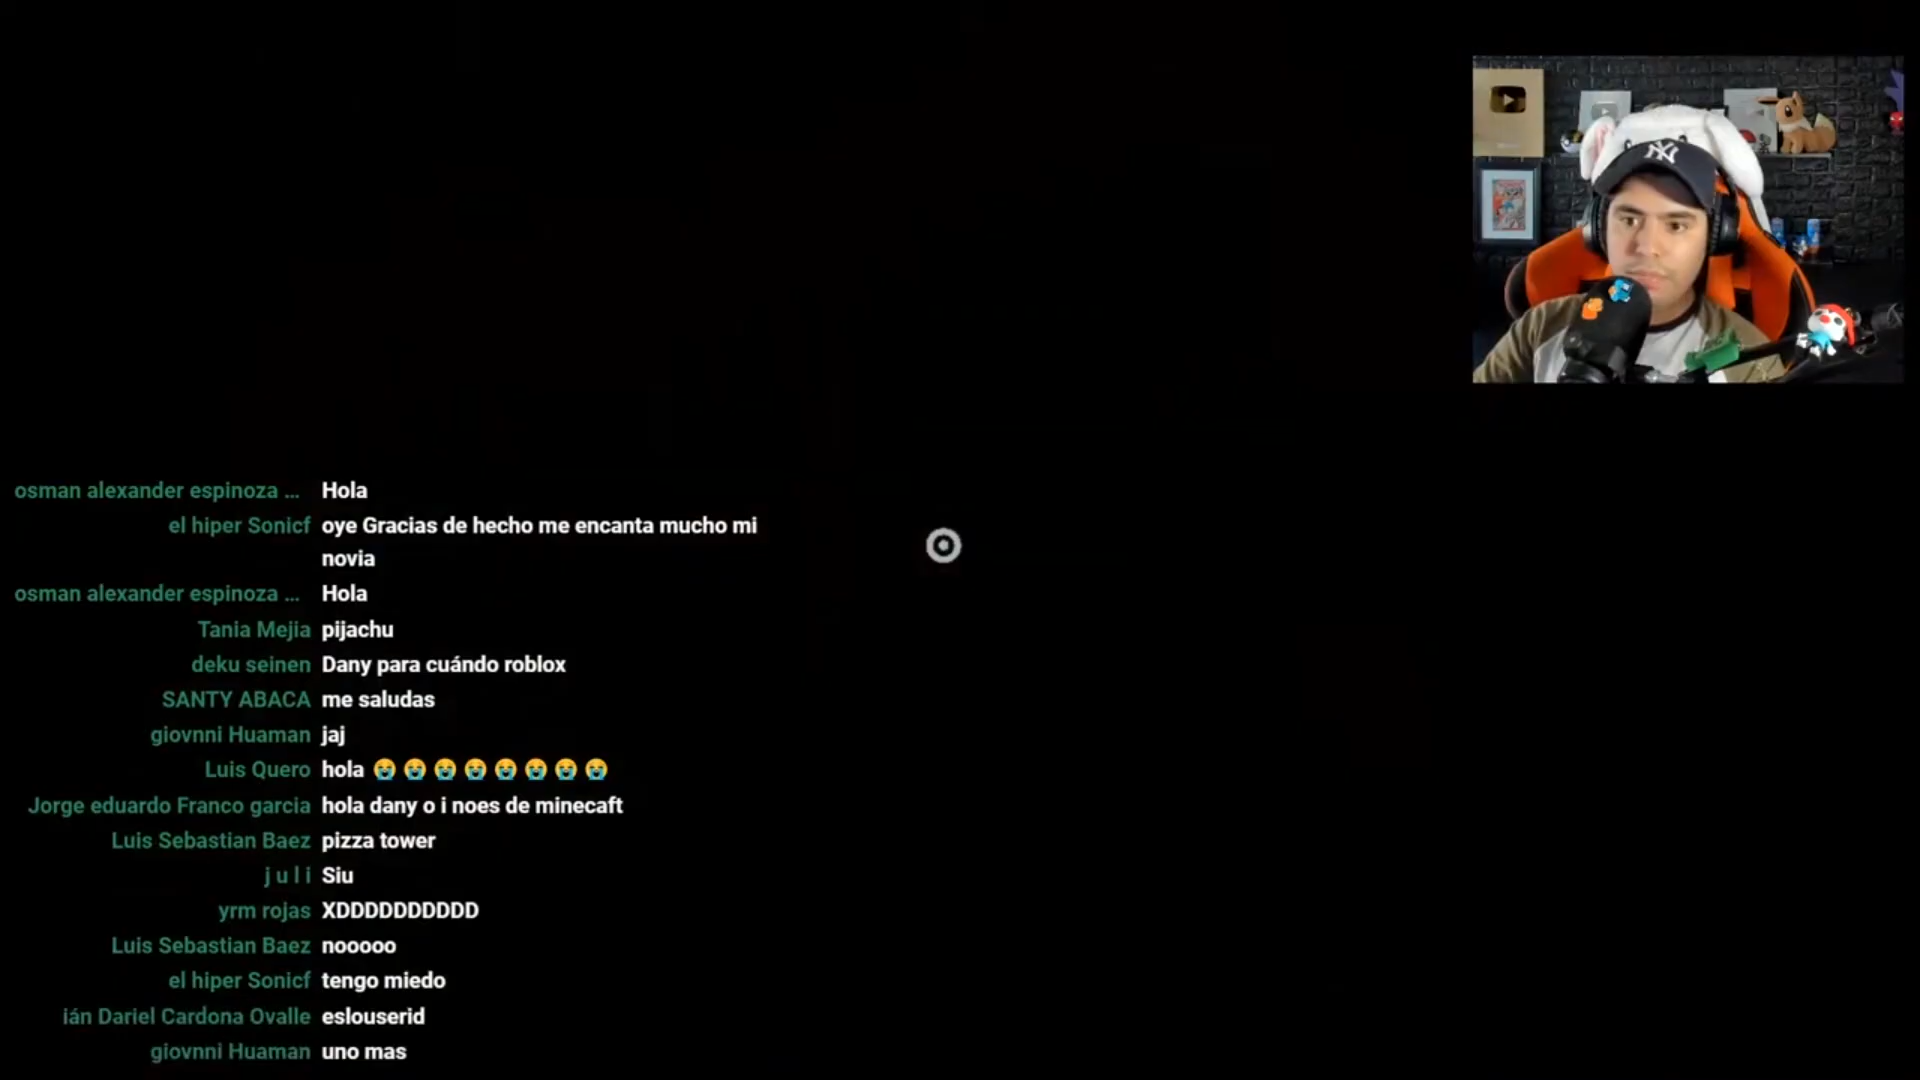 osman alexander espinoza ... Hola
el hiper Sonicf oye Gracias de hecho me encanta mucho mi
novia
osman alexander espinoza ... Hola
Tania Mejia pijachu
deku seinen Dany para cuándo roblox
SANTY ABACA me saludas
giovnni Huaman jaj
Luis Quero hola 😭😭😭😭😭😭😭😭
Jorge eduardo Franco garcia hola dany o i noes de minecaft
Luis Sebastian Baez pizza tower
j u l i Siu
yrm rojas XDDDDDDDDDD
Luis Sebastian Baez nooooo
el hiper Sonicf tengo miedo
ián Dariel Cardona Ovalle eslouserid
giovnni Huaman uno mas
NY